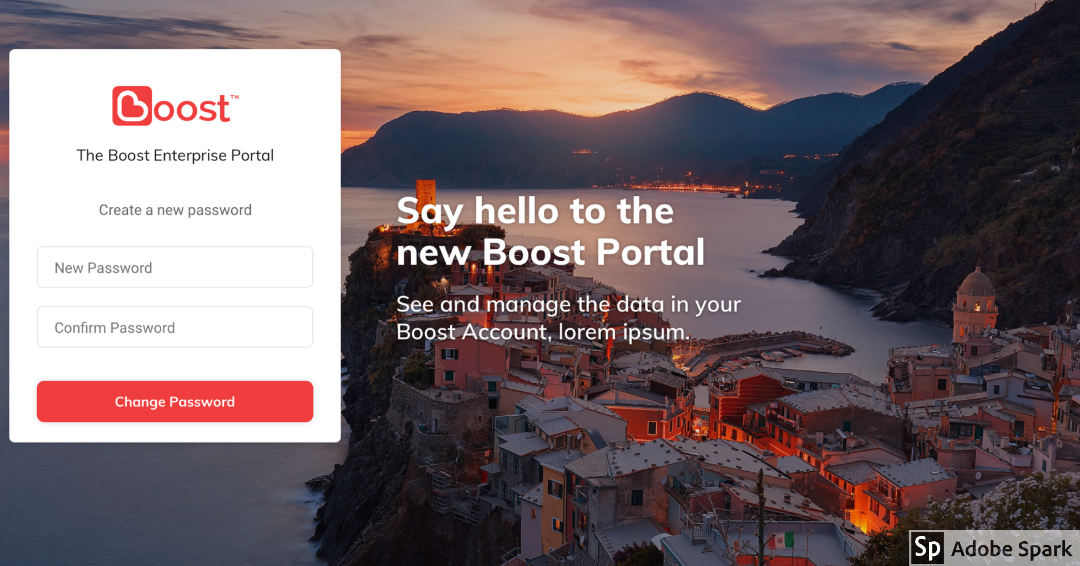 Boost™
The Boost Enterprise Portal
Create a new password
New Password
Confirm Password
Change Password
Say hello to the
new Boost Portal
See and manage the data in your
Boost Account, lorem ipsum.
Sp Adobe Spark